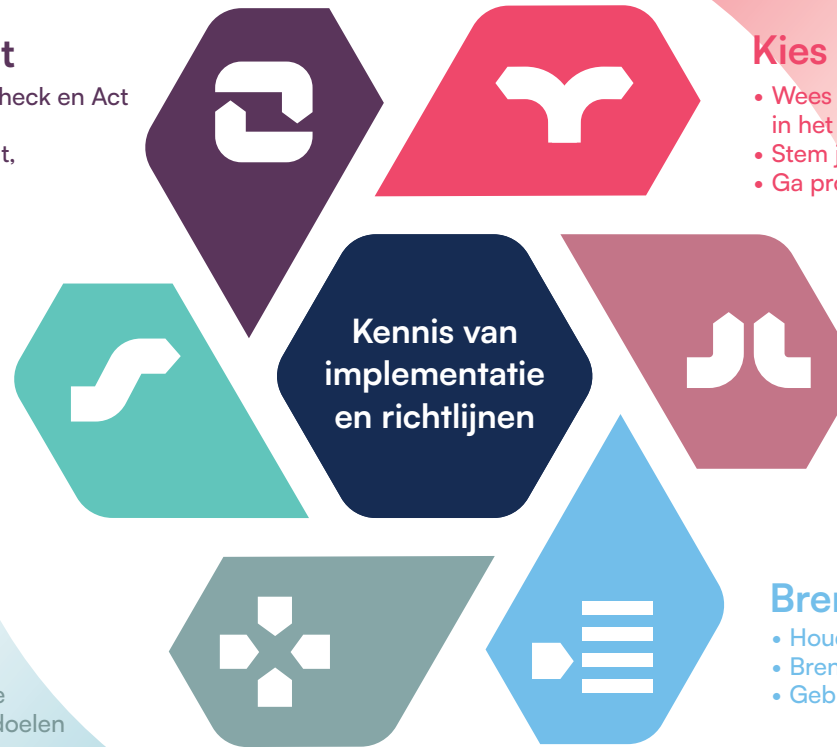 t
heck en Act
t,
Kies
• Wees
in het
• Stem j
• Ga pro
Kennis van
implementatie
en richtlijnen
Bren
• Houd
• Bren
• Geb
e
doelen